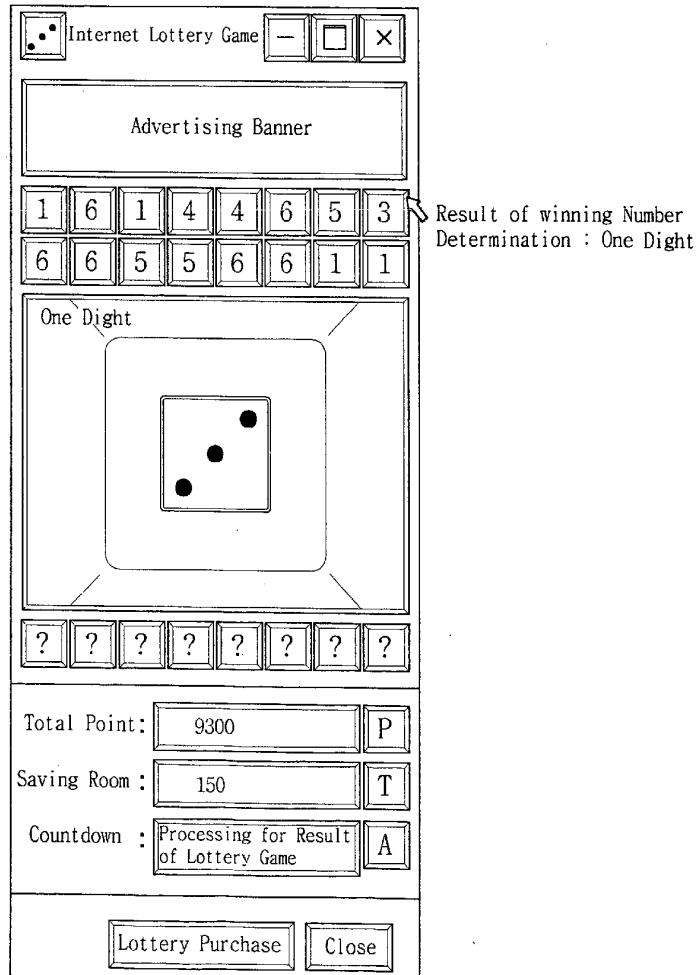 Internet Lottery Game
Advertising Banner
1 6 1 4 4 6 5 3
Result of winning Number
Determination : One Dight
6 6 5 5 6 6 1 1
One Dight
? ? ? ? ? ? ? ?
Total Point: 9300 P
Saving Room : 150 T
Countdown : Processing for Result
of Lottery Game A
Lottery Purchase Close